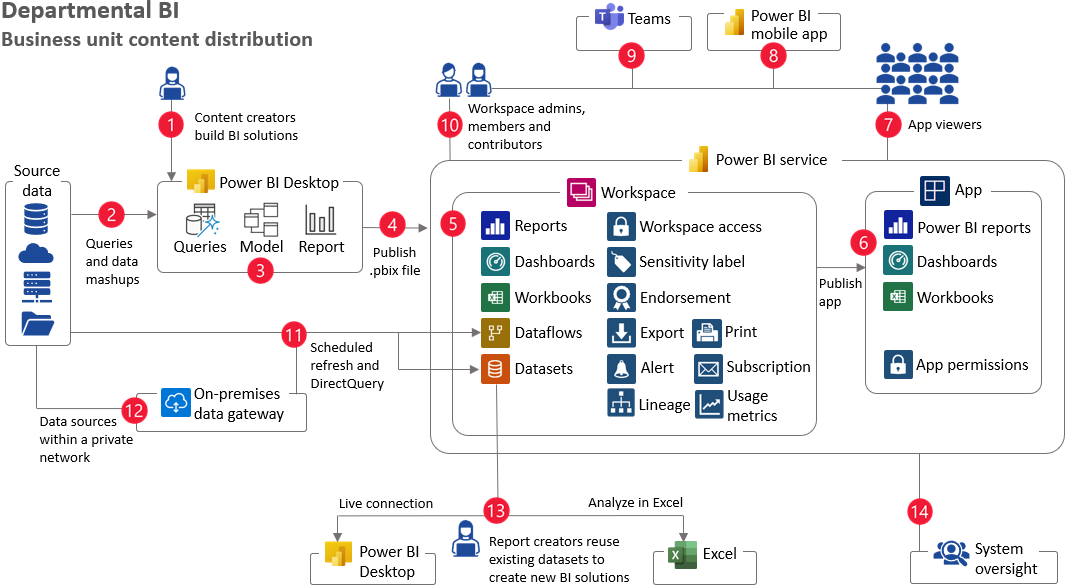 Departmental BI
Business unit content distribution
Teams
Power BI
mobile app
9
8
1
Content creators
build BI solutions
10
Workspace admins,
members and
contributors
7
App viewers
Source
data
Power BI Desktop
2
Queries
and data
mashups
Queries
Model
Report
3
4
Publish
.pbix file
Power BI service
5
Workspace
Reports
Dashboards
Workbooks
Dataflows
Datasets
Workspace access
Sensitivity label
Endorsement
Export
Print
Alert
Subscription
Lineage
Usage
metrics
Publish
app
6
App
Power BI reports
Dashboards
Workbooks
App permissions
11
Scheduled
refresh and
DirectQuery
12
On-premises
data gateway
Data sources
within a private
network
13
Live connection
Analyze in Excel
Power BI
Desktop
Report creators reuse
existing datasets to
create new BI solutions
Excel
14
System
oversight